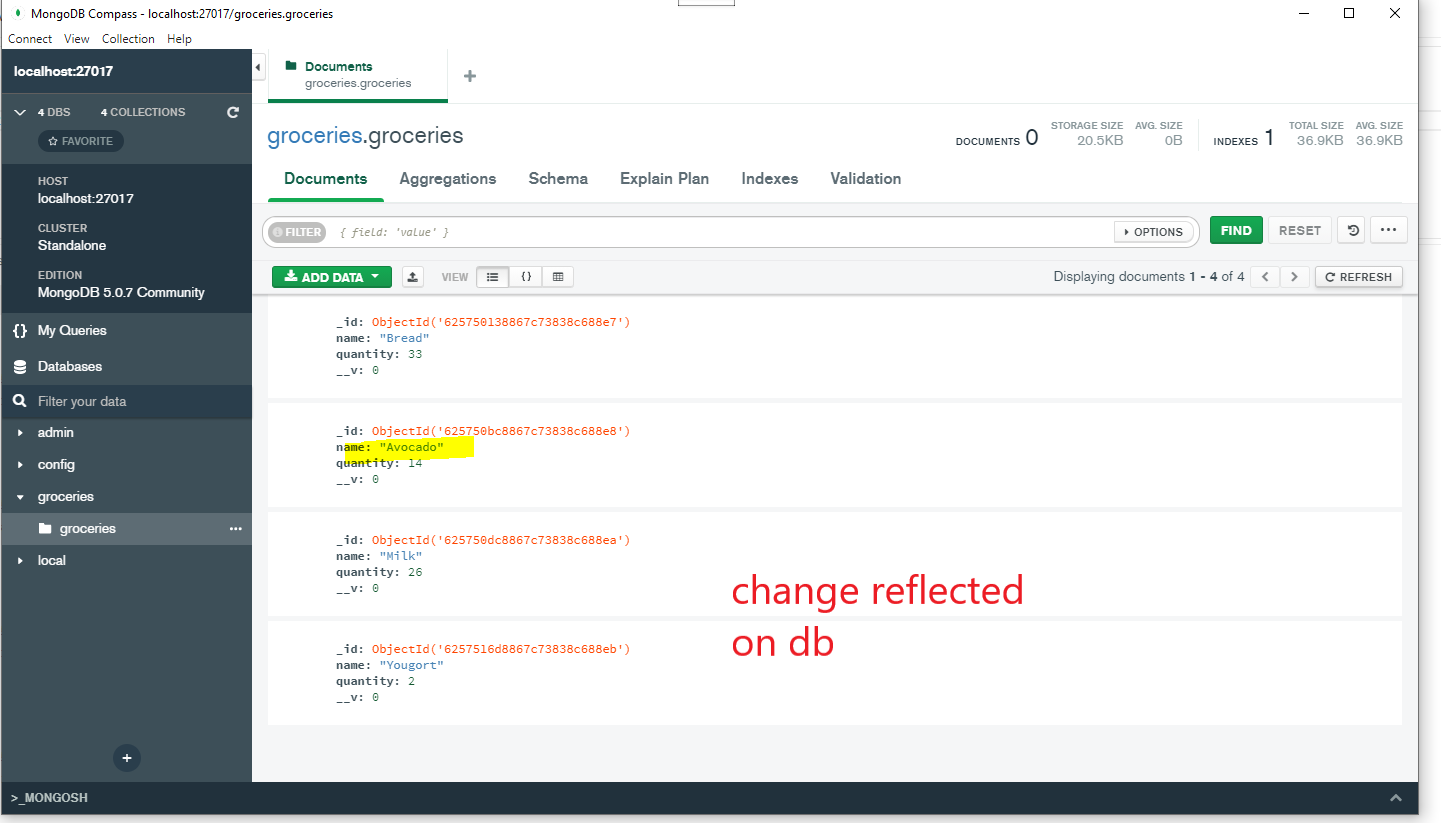 MongoDB Compass - localhost:27017/groceries.groceries
Connect View Collection Help
localhost:27017
4 DBS 4 COLLECTIONS
FAVORITE
HOST
localhost:27017
CLUSTER
Standalone
EDITION
MongoDB 5.0.7 Community
{} My Queries
Databases
Filter your data
admin
config
groceries
groceries
local
>_MONGOSH
Documents
groceries.groceries
groceries.groceries
DOCUMENTS 0 STORAGE SIZE 20.5KB AVG. SIZE 0B INDEXES 1 TOTAL SIZE 36.9KB AVG. SIZE 36.9KB
Documents Aggregations Schema Explain Plan Indexes Validation
FILTER { field: 'value' } OPTIONS FIND RESET
ADD DATA VIEW {} Displaying documents 1 - 4 of 4 REFRESH
_id: ObjectId('625750138867c73838c688e7')
name: "Bread"
quantity: 33
__v: 0
_id: ObjectId('625750bc8867c73838c688e8')
name: "Avocado"
quantity: 14
__v: 0
_id: ObjectId('625750dc8867c73838c688ea')
name: "Milk"
quantity: 26
__v: 0
_id: ObjectId('6257516d8867c73838c688eb')
name: "Yougort"
quantity: 2
__v: 0
change reflected
on db